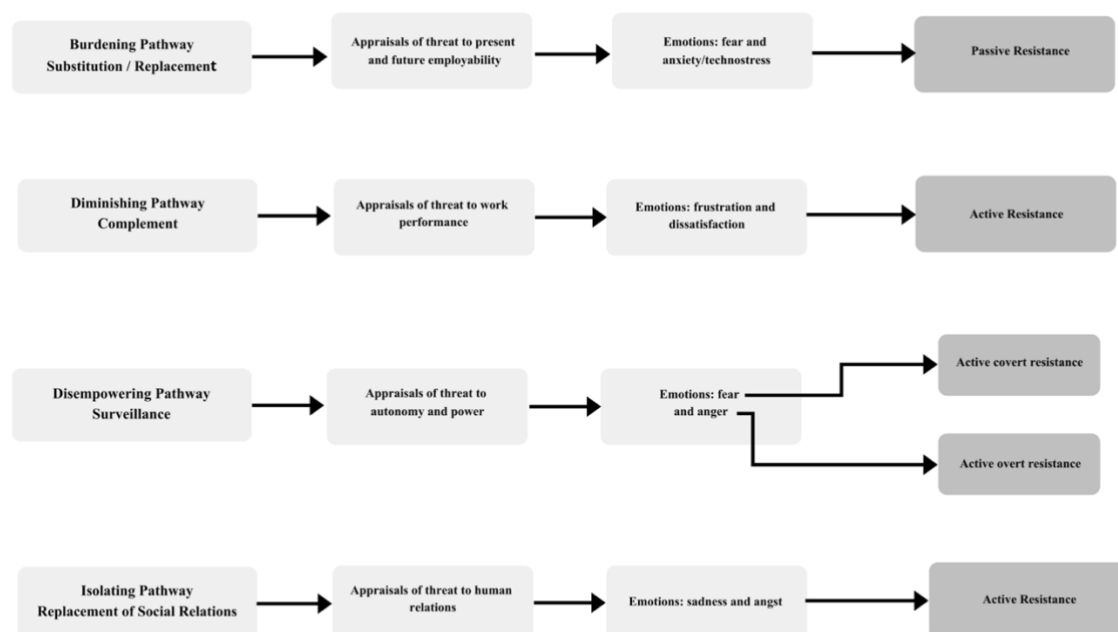 Burdening Pathway
Substitution / Replacement
Appraisals of threat to present
and future employability
Emotions: fear and
anxiety/technostress
Passive Resistance
Diminishing Pathway
Complement
Appraisals of threat to work
performance
Emotions: frustration and
dissatisfaction
Active Resistance
Disempowering Pathway
Surveillance
Appraisals of threat to
autonomy and power
Emotions: fear
and anger
Active covert resistance
Active overt resistance
Isolating Pathway
Replacement of Social Relations
Appraisals of threat to human
relations
Emotions: sadness and angst
Active Resistance